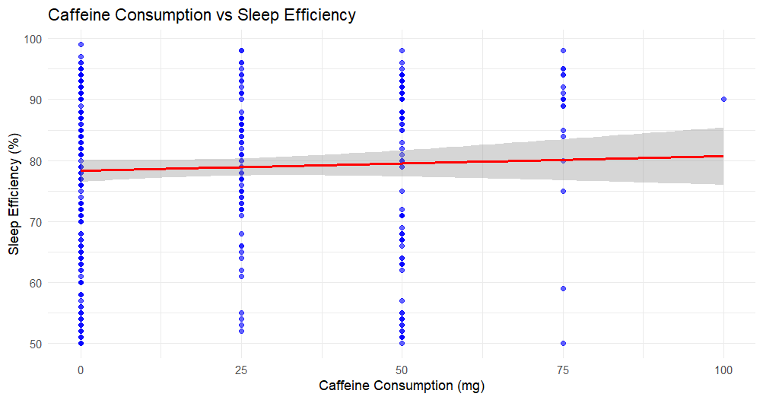 Caffeine Consumption vs Sleep Efficiency
100
90
80
70
60
50
Sleep Efficiency (%)
0 25 50 75 100
Caffeine Consumption (mg)